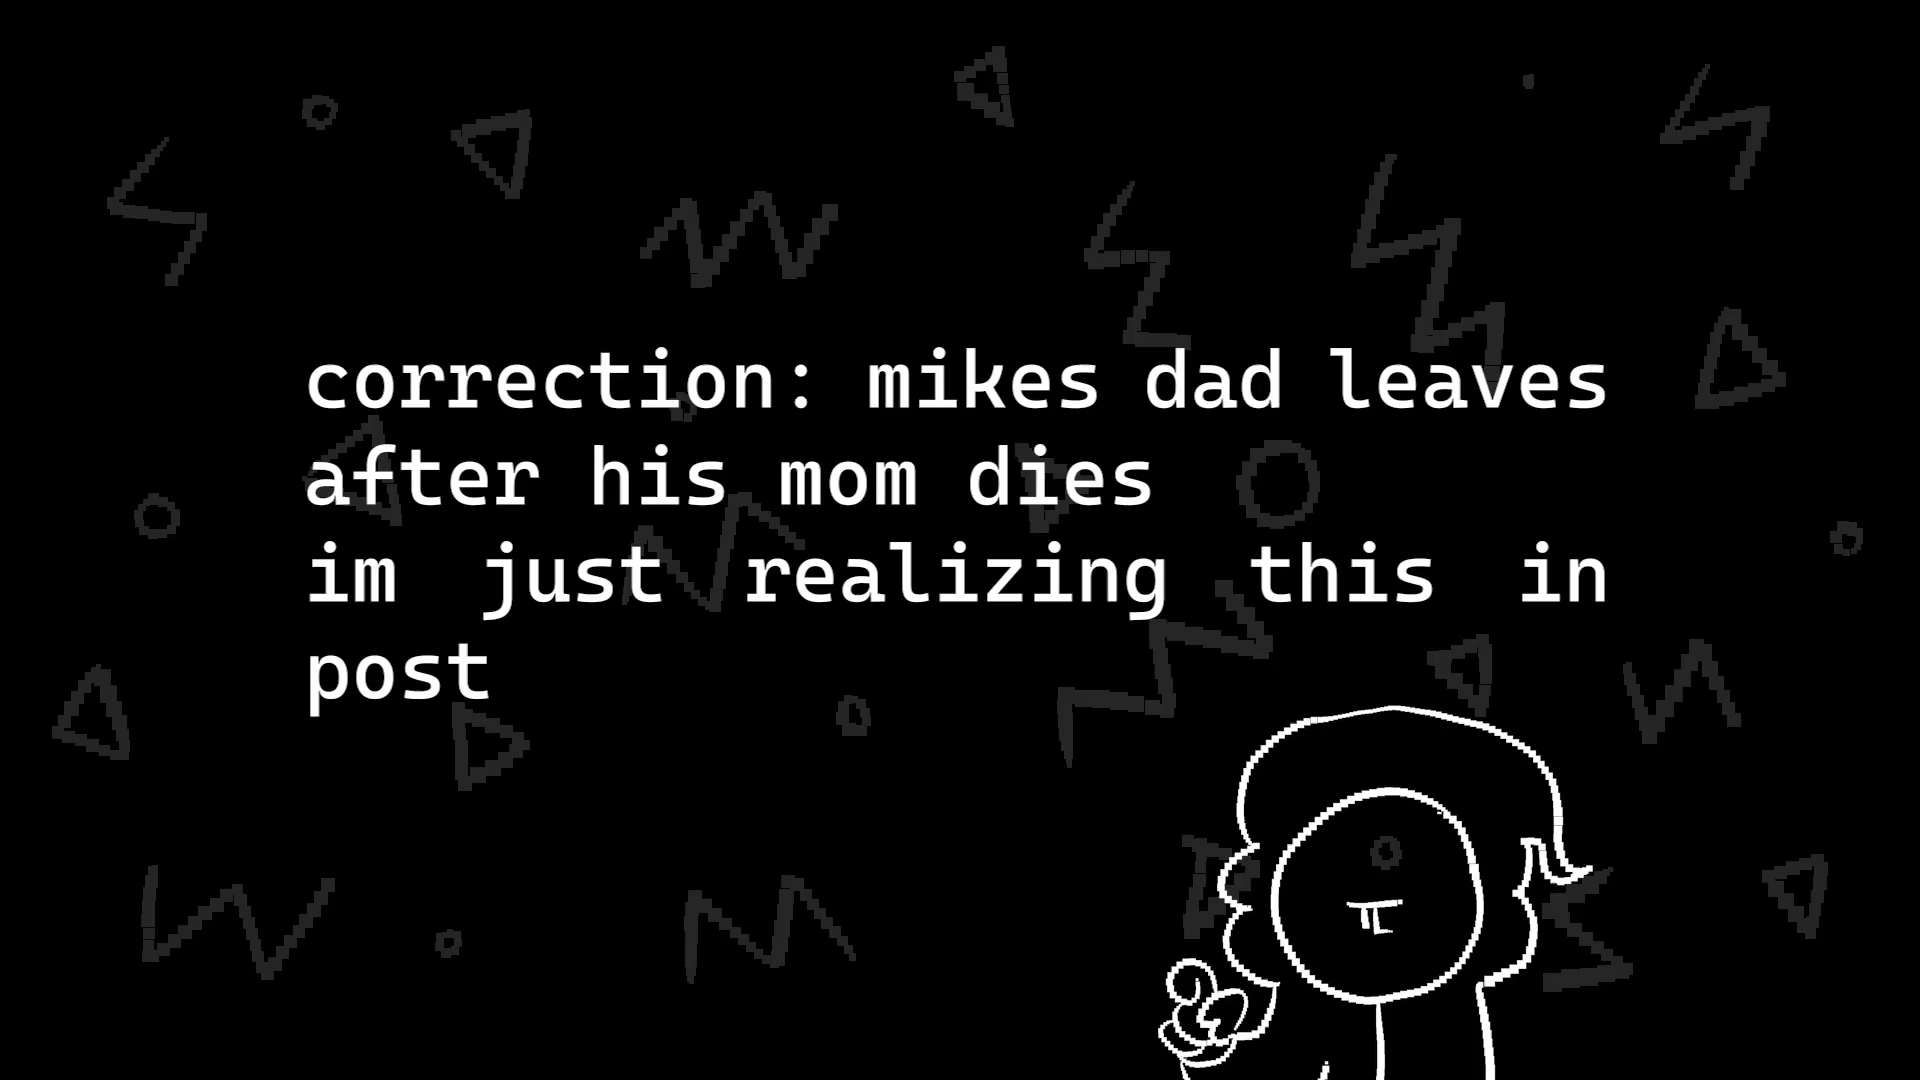 correction: mikes dad leaves
after his mom dies
im just realizing this in
post